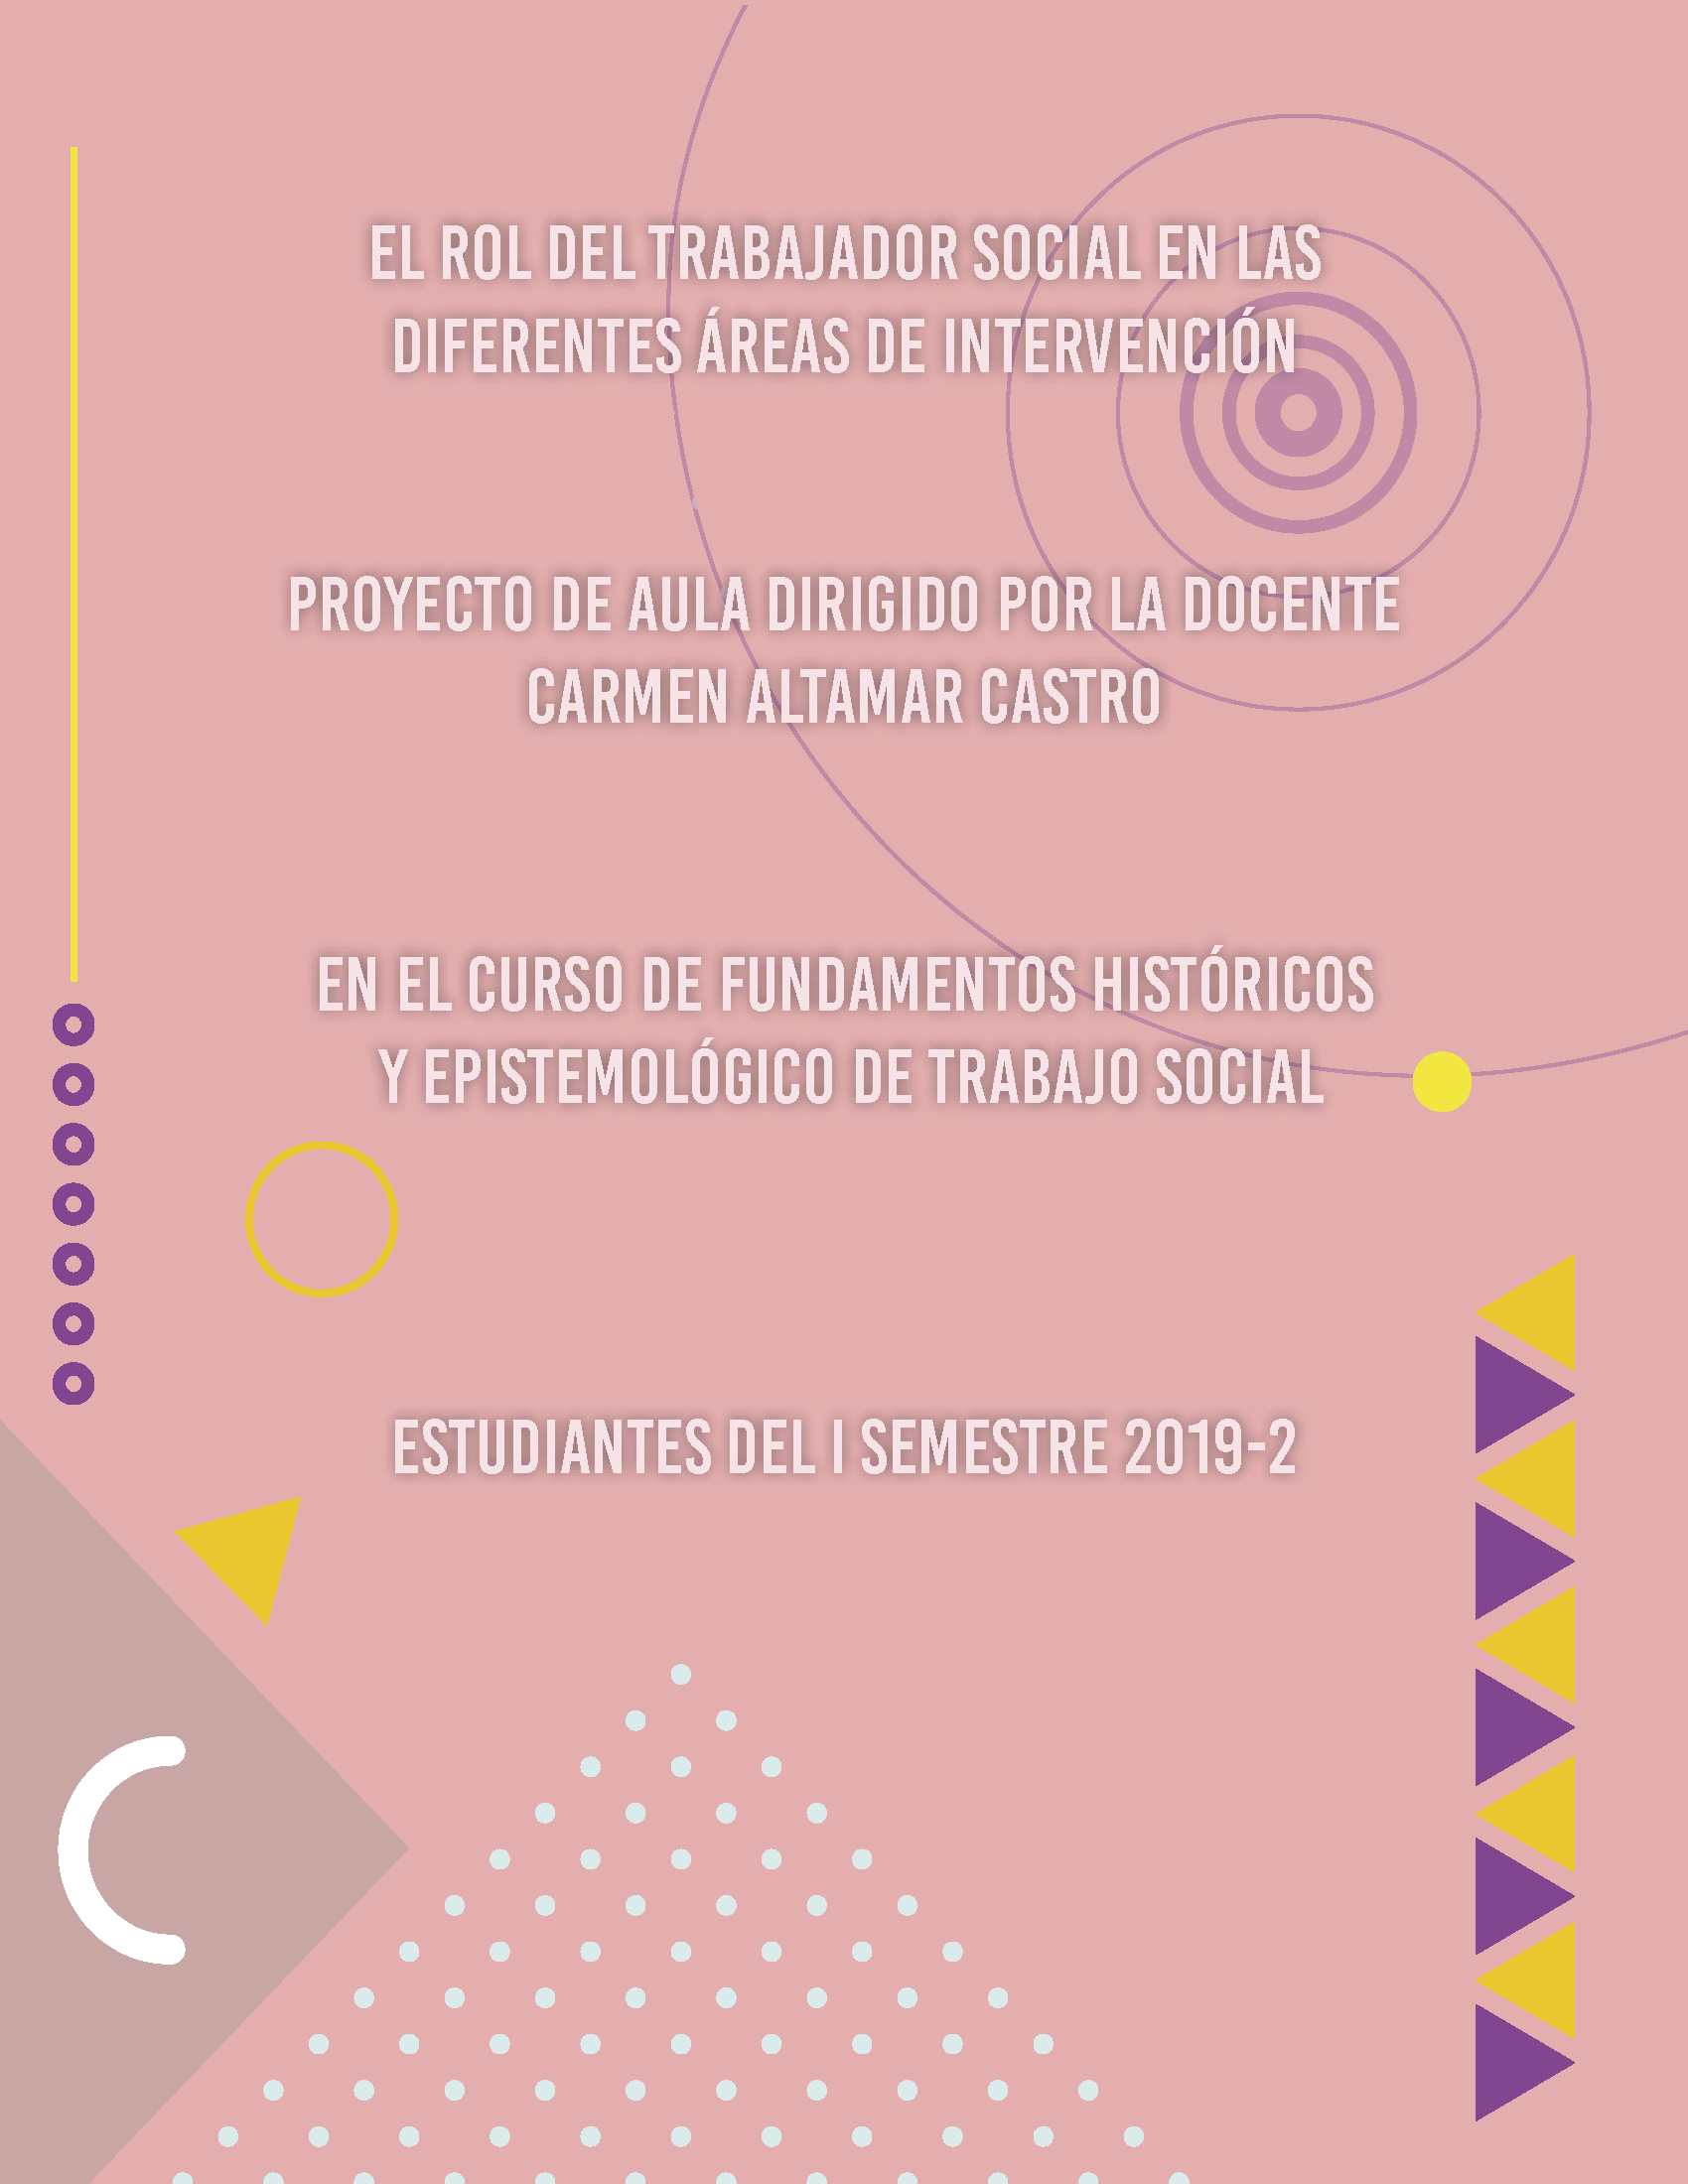 EL ROL DEL TRABAJADOR SOCIAL EN LAS
DIFERENTES ÁREAS DE INTERVENCIÓN
PROYECTO DE AULA DIRIGIDO POR LA DOCENTE
CARMEN ALTAMAR CASTRO
EN EL CURSO DE FUNDAMENTOS HISTÓRICOS
Y EPISTEMOLÓGICO DE TRABAJO SOCIAL
ESTUDIANTES DEL I SEMESTRE 2019-2